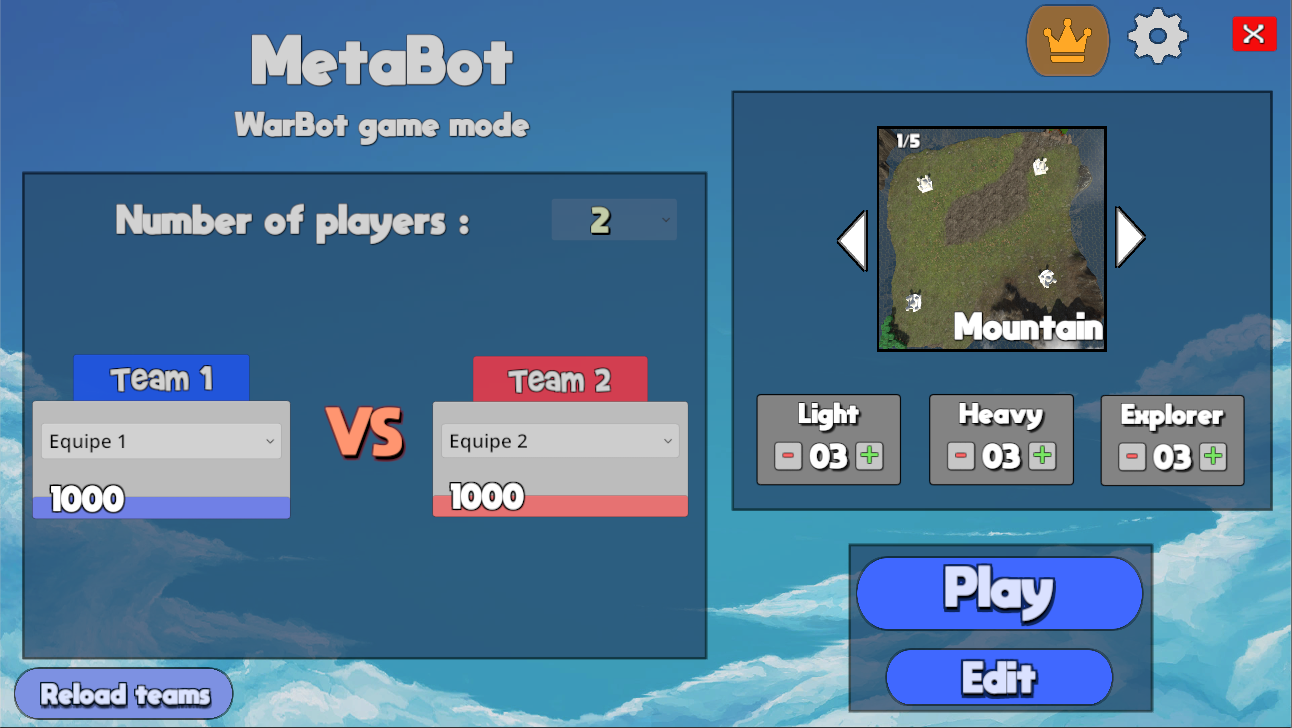 MetaBot
WarBot game mode
Number of players :
2
Team 1
Equipe 1
1000
VS
Team 2
Equipe 2
1000
Reload teams
1/5
Mountain
Light
- 03 +
Heavy
- 03 +
Explorer
- 03 +
Play
Edit